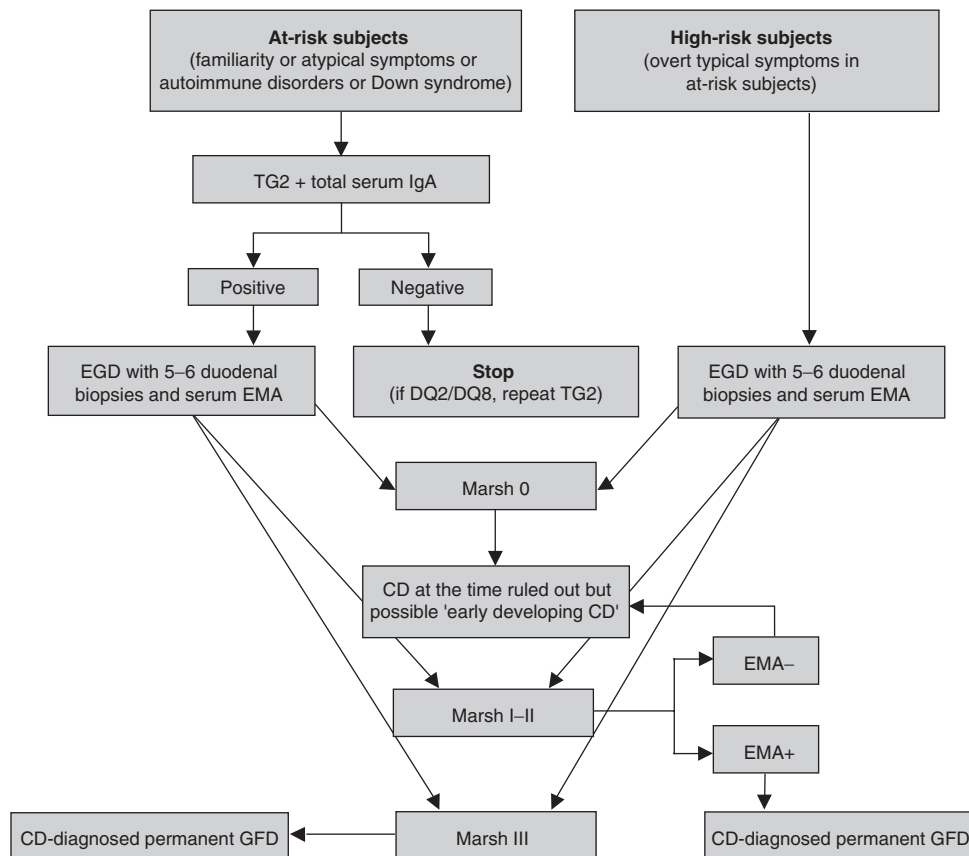 At-risk subjects
(familiarity or atypical symptoms or
autoimmune disorders or Down syndrome)
High-risk subjects
(overt typical symptoms in
at-risk subjects)
TG2 + total serum IgA
Positive
Negative
EGD with 5–6 duodenal
biopsies and serum EMA
Stop
(if DQ2/DQ8, repeat TG2)
EGD with 5–6 duodenal
biopsies and serum EMA
Marsh 0
CD at the time ruled out but
possible 'early developing CD'
EMA–
Marsh I–II
EMA+
CD-diagnosed permanent GFD
Marsh III
CD-diagnosed permanent GFD